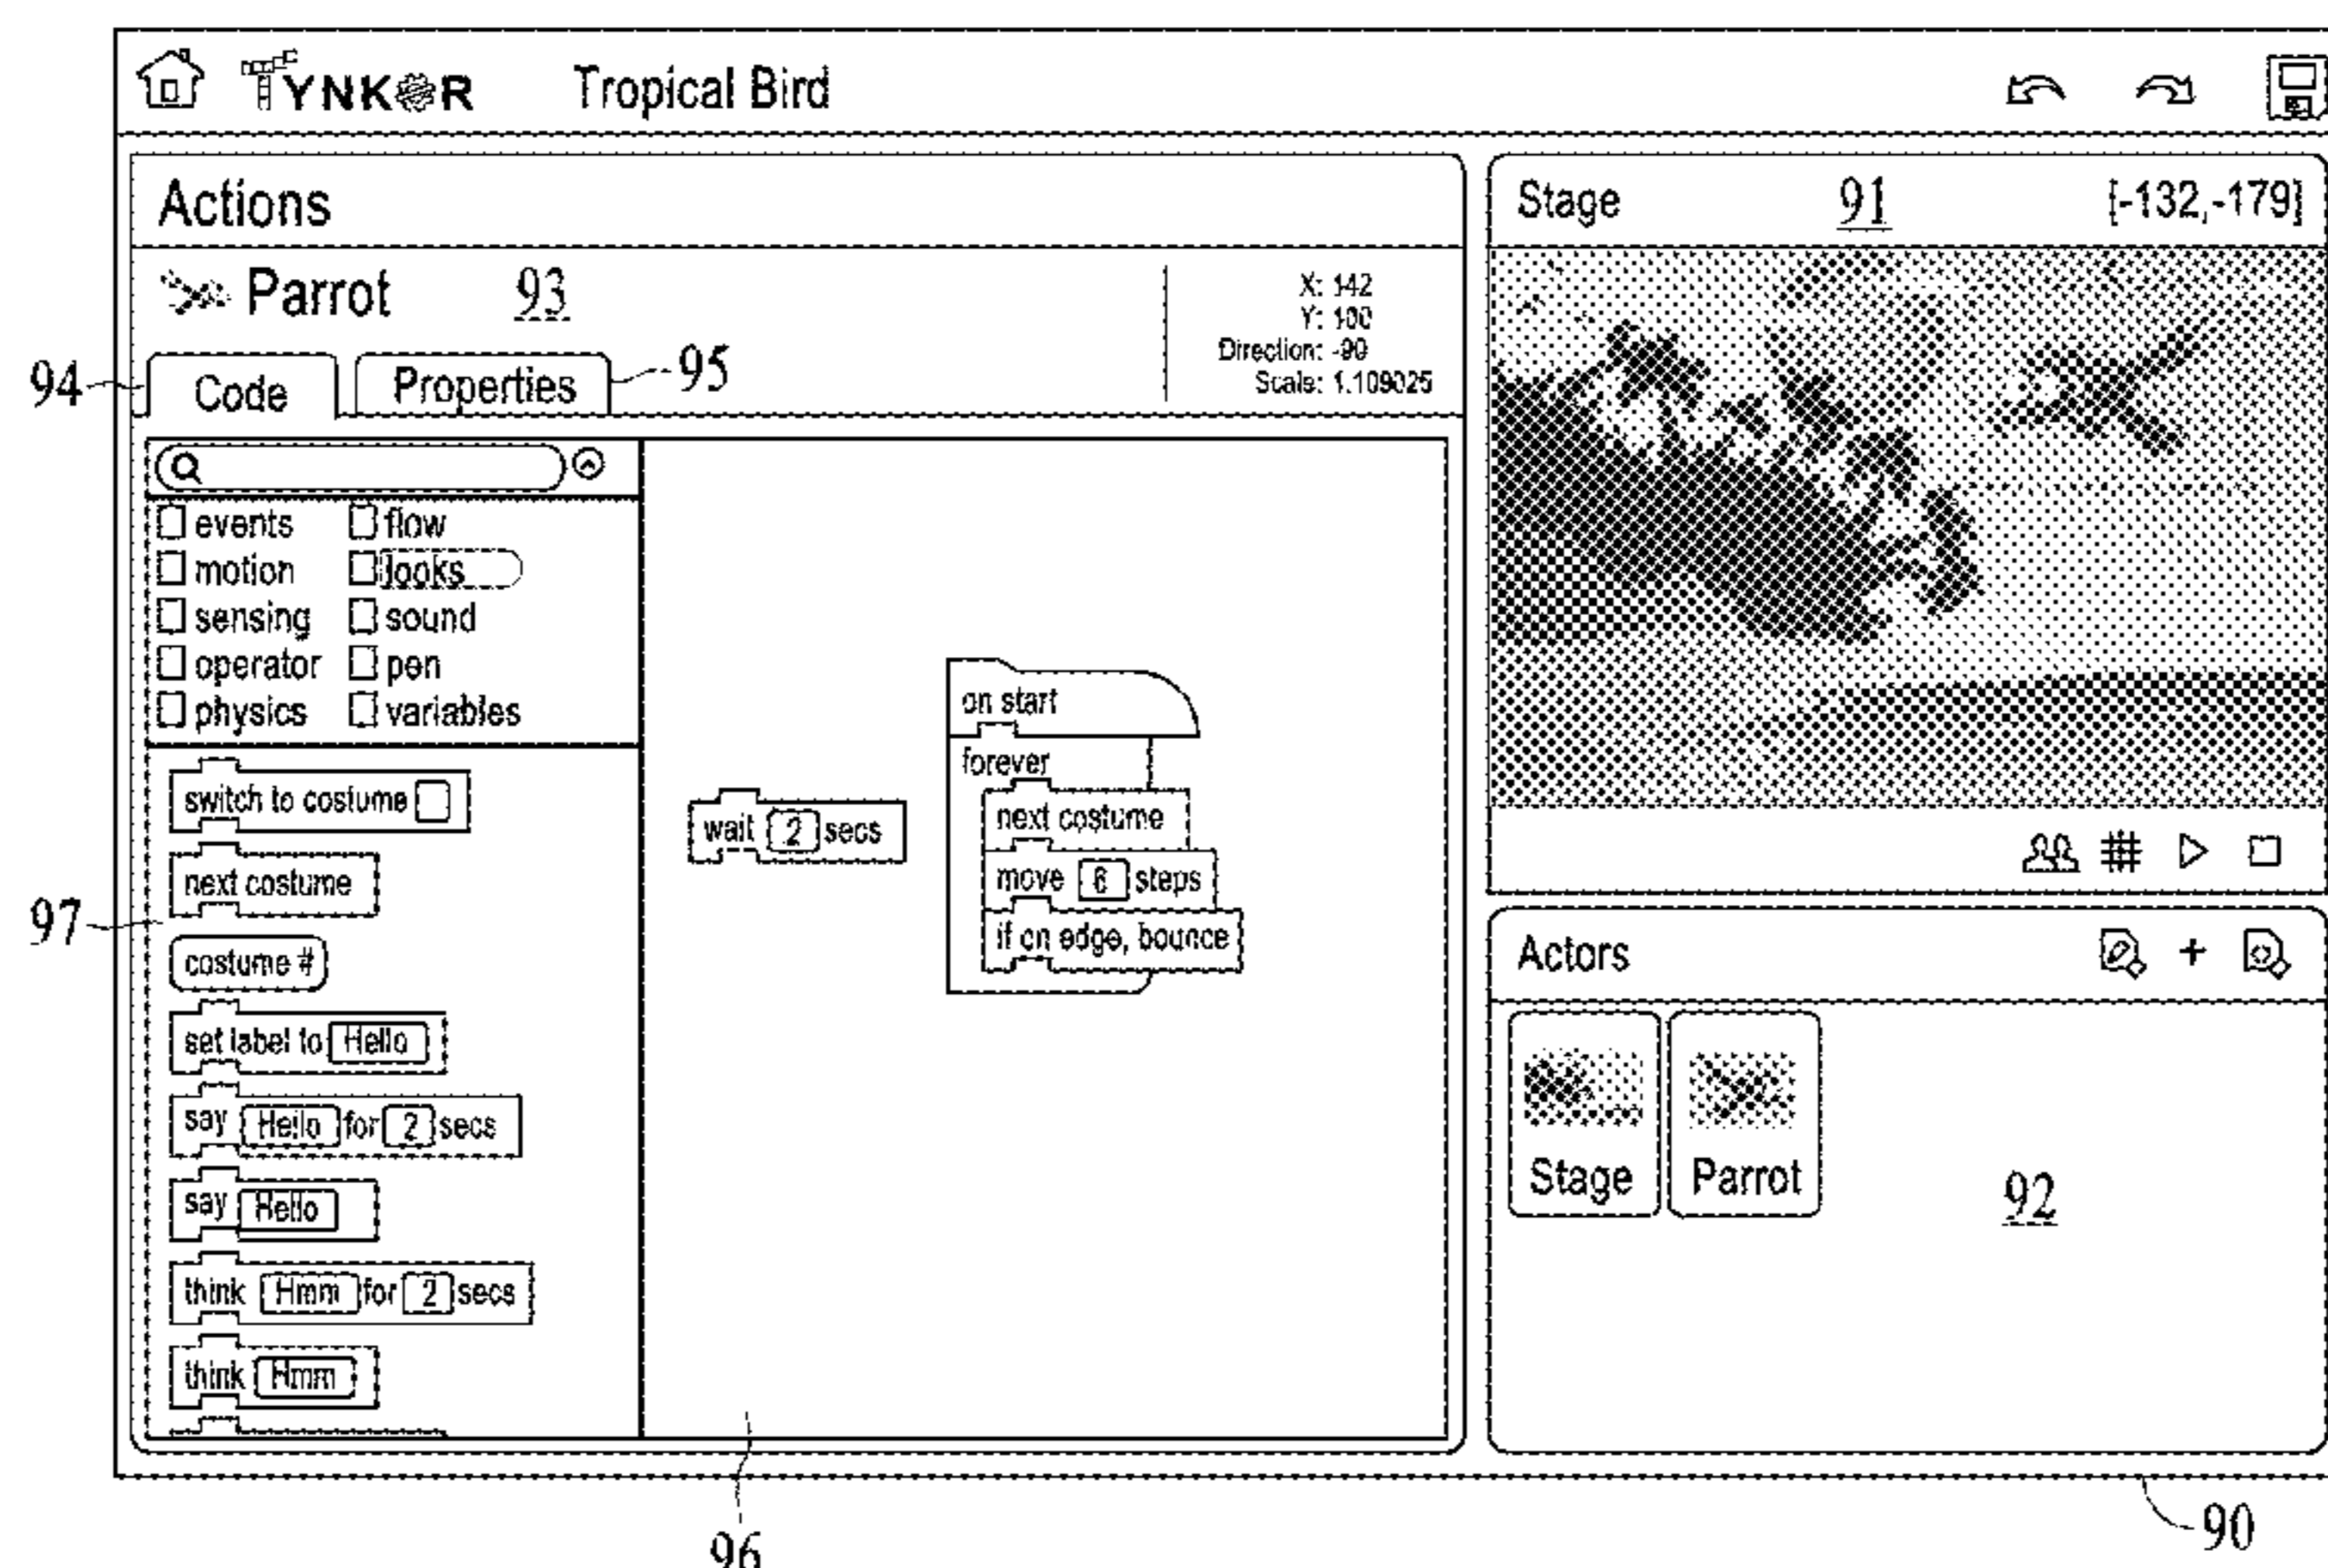 TYNKER Tropical Bird
Actions
Parrot 93
X: 142
Y: 100
Direction: -90
Scale: 1.109025
94
Code
Properties
95
events
flow
motion
looks
sensing
sound
operator
pen
physics
variables
switch to costume
next costume
97
costume #
set label to Hello
say Hello for 2 secs
say Hello
think Hmm for 2 secs
think Hmm
wait 2 secs
on start
forever
next costume
move 6 steps
if on edge, bounce
96
Stage 91 [-132,-179]
Actors
Stage
Parrot
92
90